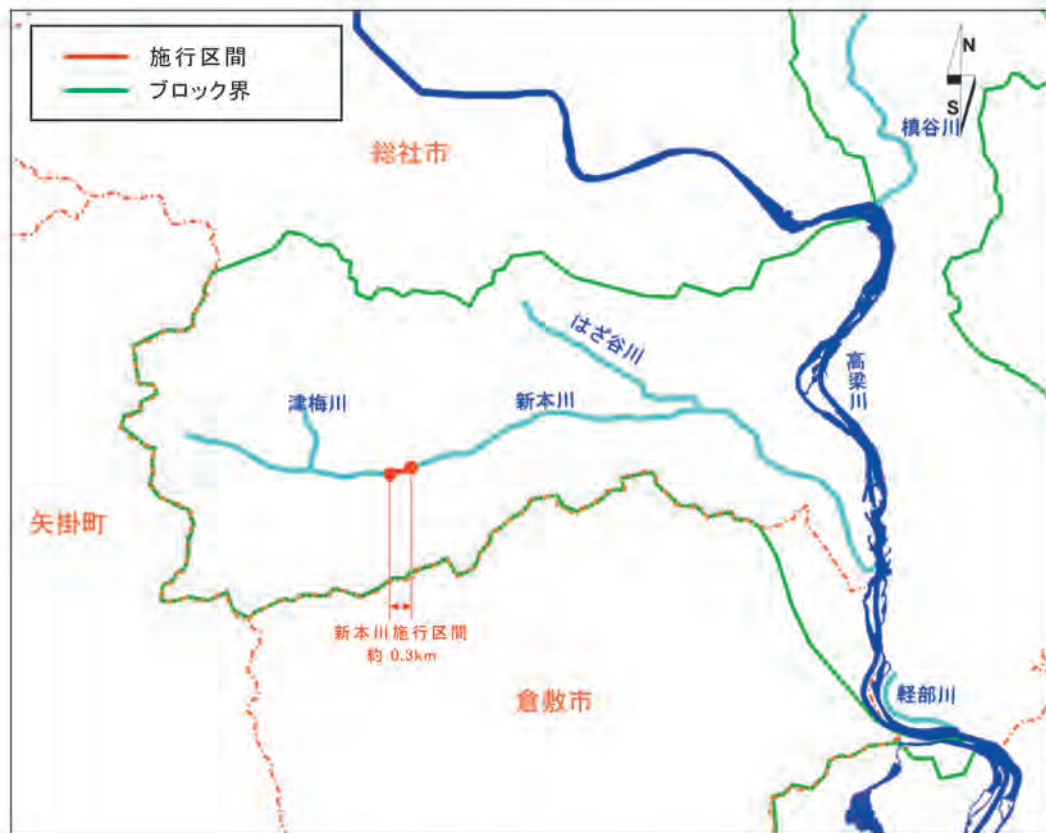 施行区間
ブロック界
N
S
槙谷川
総社市
はざ谷川
高梁川
津梅川
新本川
矢掛町
新本川施行区間
約 0.3km
倉敷市
軽部川